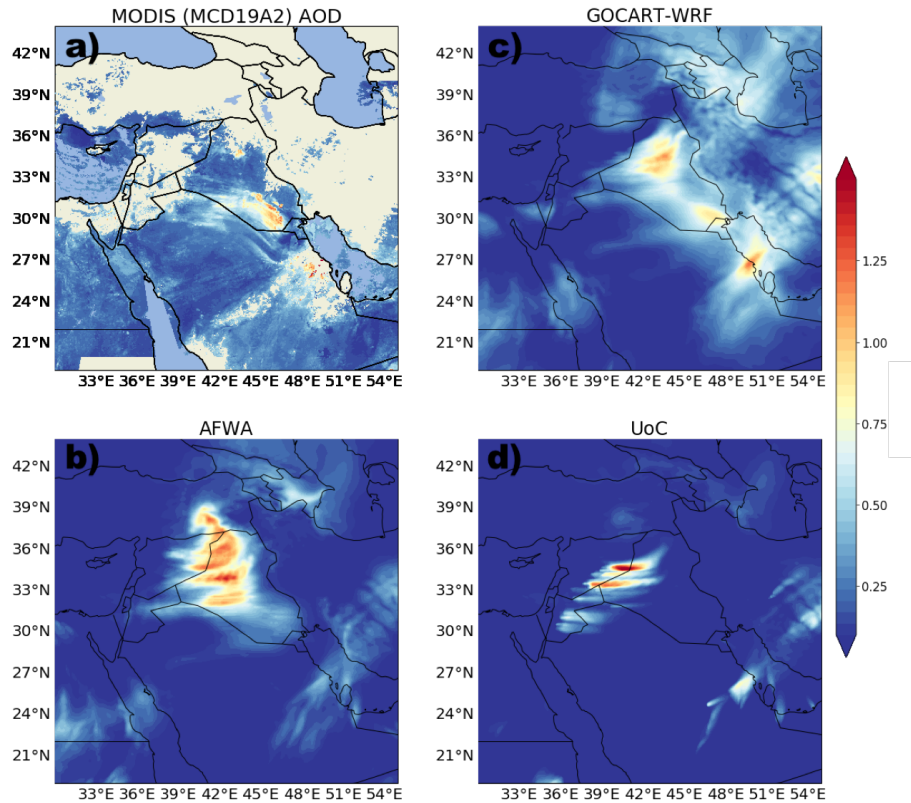 MODIS (MCD19A2) AOD
a)
42°N
39°N
36°N
33°N
30°N
27°N
24°N
21°N
33°E 36°E 39°E 42°E 45°E 48°E 51°E 54°E
GOCART-WRF
c)
42°N
39°N
36°N
33°N
30°N
27°N
24°N
21°N
33°E 36°E 39°E 42°E 45°E 48°E 51°E 54°E
1.25
1.00
0.75
0.50
0.25
AFWA
b)
42°N
39°N
36°N
33°N
30°N
27°N
24°N
21°N
33°E 36°E 39°E 42°E 45°E 48°E 51°E 54°E
UoC
d)
42°N
39°N
36°N
33°N
30°N
27°N
24°N
21°N
33°E 36°E 39°E 42°E 45°E 48°E 51°E 54°E